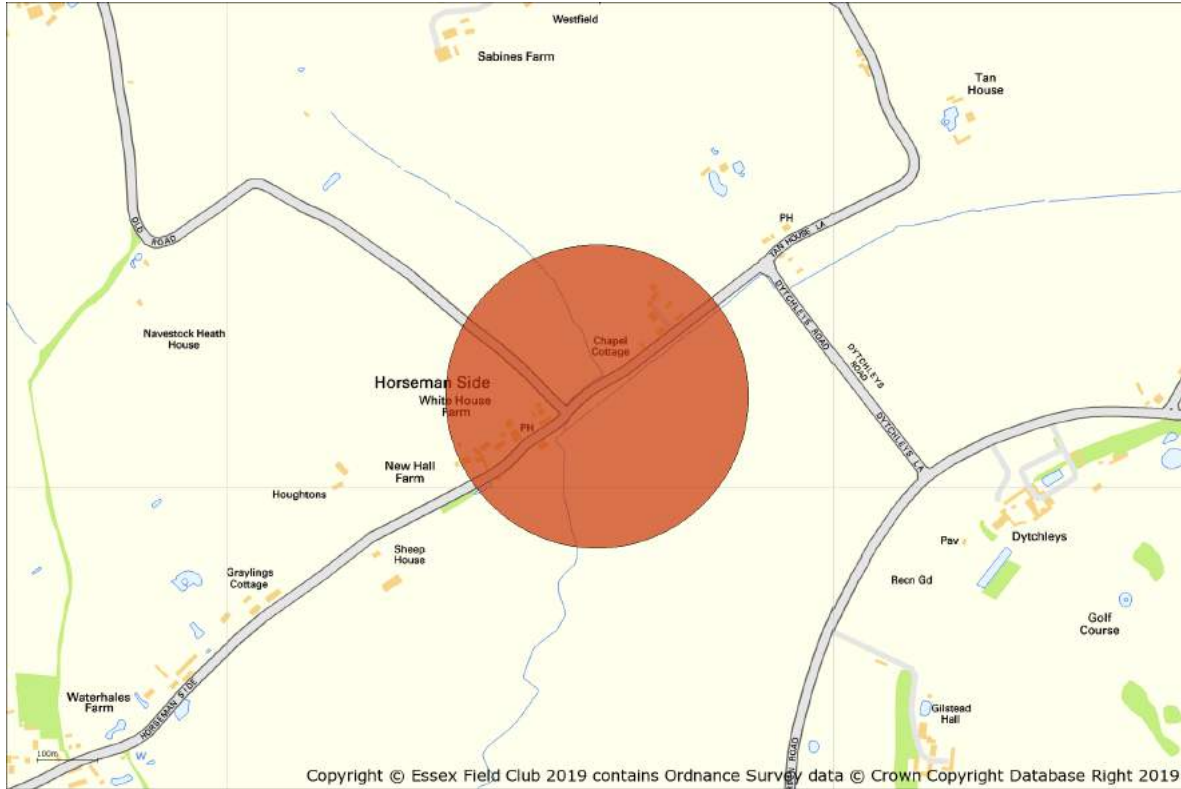 Westfield
Sabines Farm
Tan
House
PH
TAN HOUSE LA
OLD ROAD
Navestock Heath
House
Chapel
Cottage
DYTCHLEYS ROAD
DYTCHLEYS
ROAD
Horseman Side
White House
Farm
PH
DYTCHLEYS LA
New Hall
Farm
Houghtons
Sheep
House
Pav
Dytchleys
Graylings
Cottage
Recn Gd
Golf
Course
Waterhales
Farm
HORSEMAN SIDE
Gilstead
Hall
100m
W
ROAD
Copyright © Essex Field Club 2019 contains Ordnance Survey data © Crown Copyright Database Right 2019